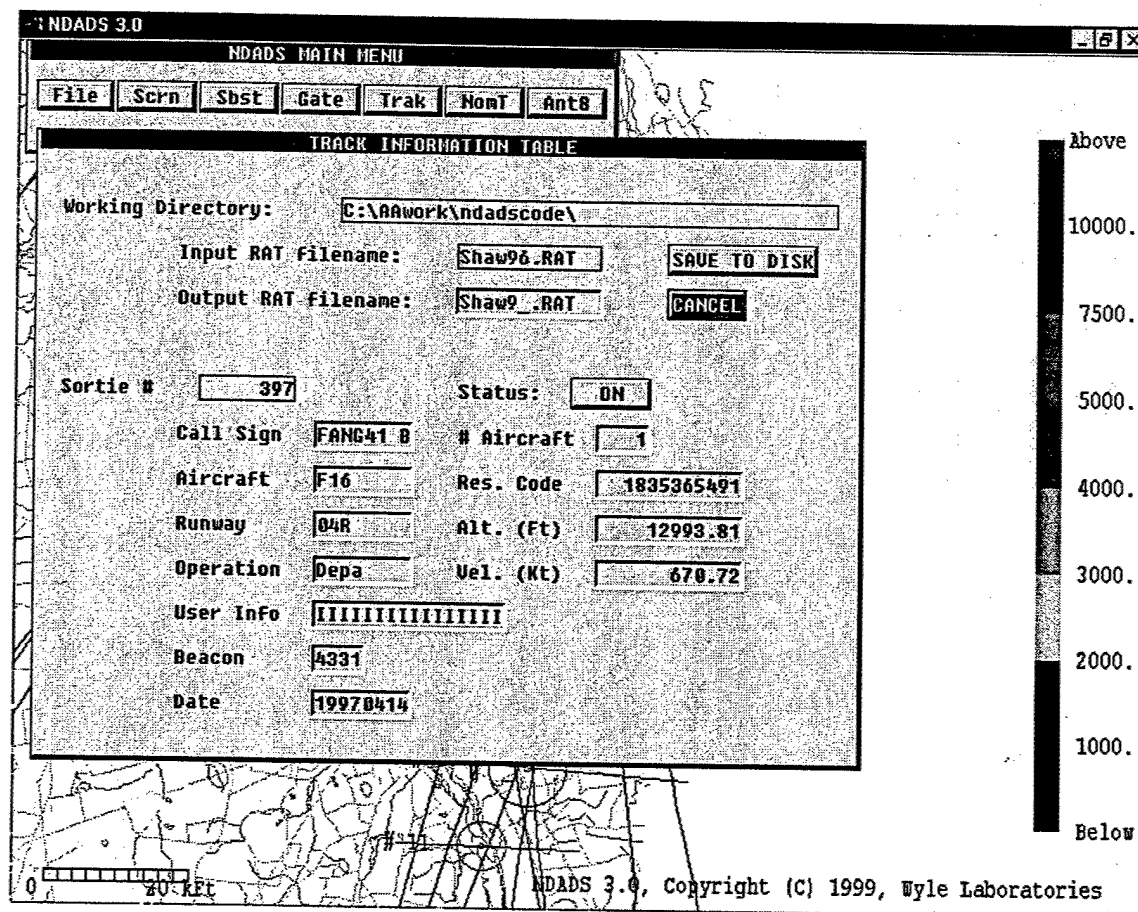 NDADS 3.0
NDADS MAIN MENU
File Scrn Sbst Gate Trak NomT Ant8
TRACK INFORMATION TABLE
Working Directory: C:\AAwork\ndadscode\
Input RAT filename: Shaw96.RAT SAVE TO DISK
Output RAT filename: Shaw9_.RAT CANCEL
Sortie # 397 Status: ON
Call Sign FANG41 B # Aircraft 1
Aircraft F16 Res. Code 1835365491
Runway 04R Alt. (Ft) 12993.81
Operation Depa Vel. (Kt) 670.72
User Info IIIIIIIIIIIIIIII
Beacon 4331
Date 19970414
Above
10000.
7500.
5000.
4000.
3000.
2000.
1000.
Below
0 20 kFt
NDADS 3.0, Copyright (C) 1999, Wyle Laboratories